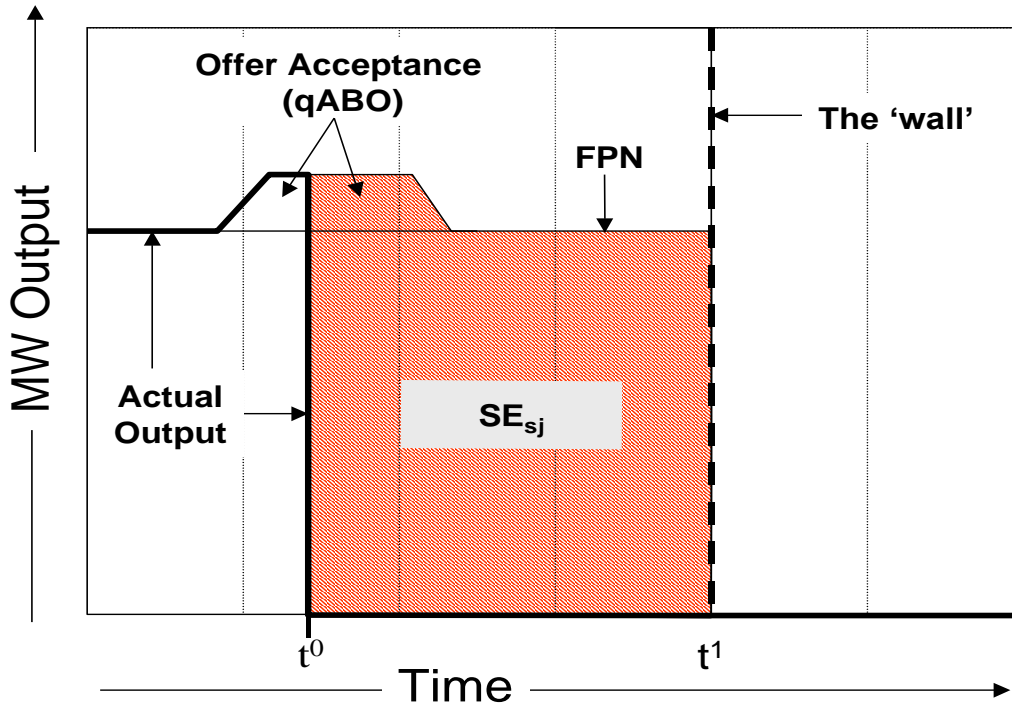 Offer Acceptance
(qABO)
The ‘wall’
FPN
MW Output
Actual
Output
SEsj
t⁰
t¹
Time